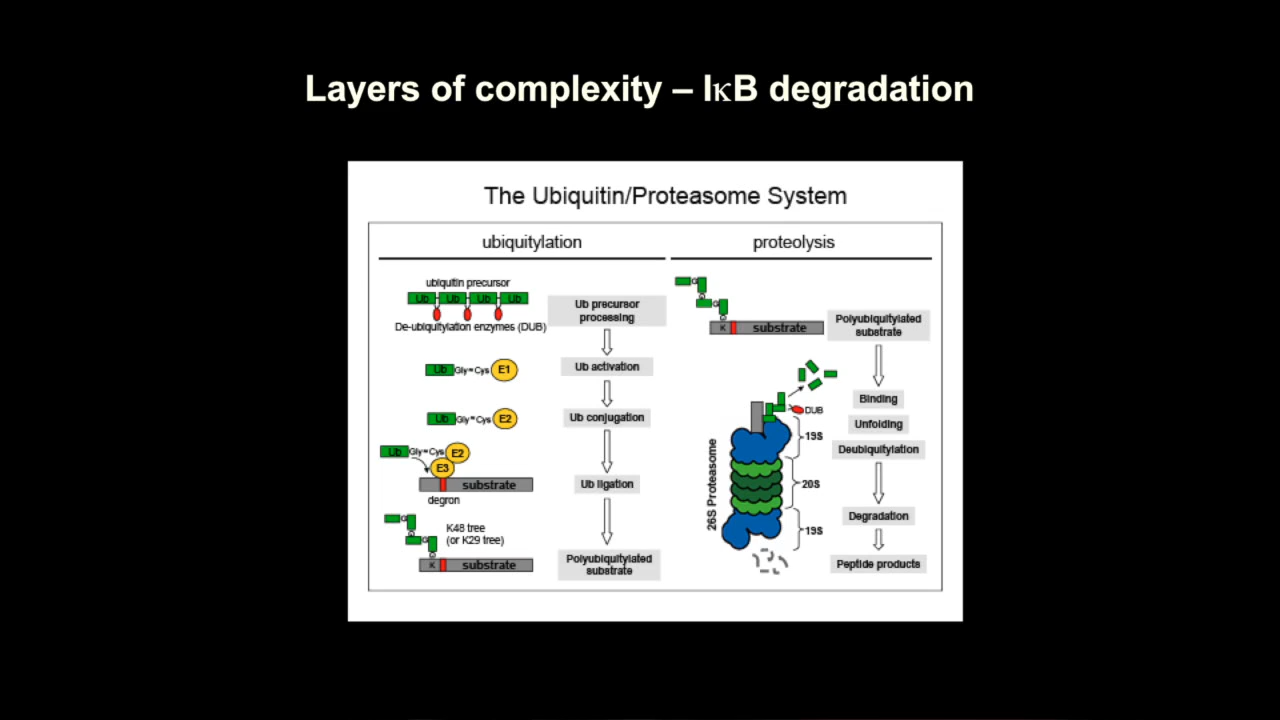 Layers of complexity – IκB degradation
The Ubiquitin/Proteasome System
ubiquitylation
proteolysis
ubiquitin precursor
Ub Ub Ub Ub
De-ubiquitylation enzymes (DUB)
Ub precursor
processing
Ub Gly=Cys E1
Ub activation
Ub Gly=Cys E2
Ub conjugation
Ub Gly=Cys E2
E3
substrate
degron
Ub ligation
G
G
G
K48 tree
(or K29 tree)
K substrate
Polyubiquitylated
substrate
G
G
G
K substrate
Polyubiquitylated
substrate
Binding
DUB
Unfolding
19S
Deubiquitylation
26S Proteasome
20S
Degradation
19S
Peptide products